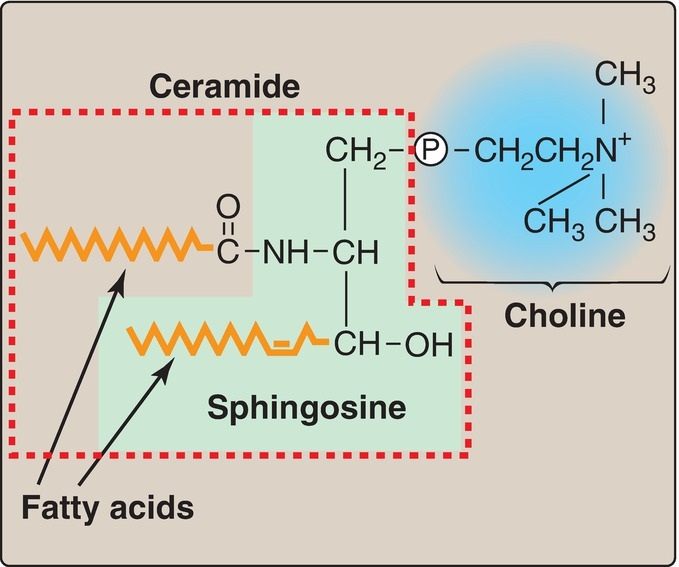 Ceramide
CH3
CH2–P–CH2CH2N+
CH3 CH3
O
C–NH–CH
Choline
CH–OH
Sphingosine
Fatty acids